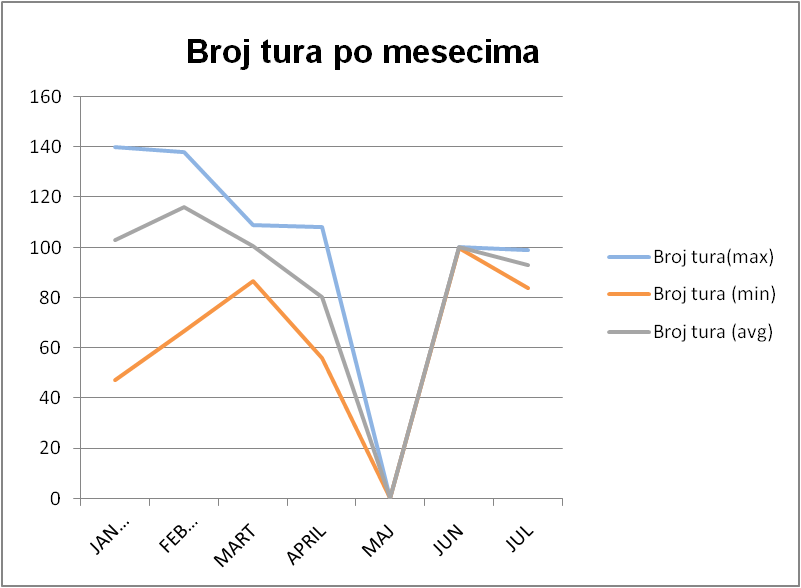 Broj tura po mesecima
160
140
120
100
80
60
40
20
0
JAN...
FEB...
MART
APRIL
MAJ
JUN
JUL
Broj tura(max)
Broj tura (min)
Broj tura (avg)